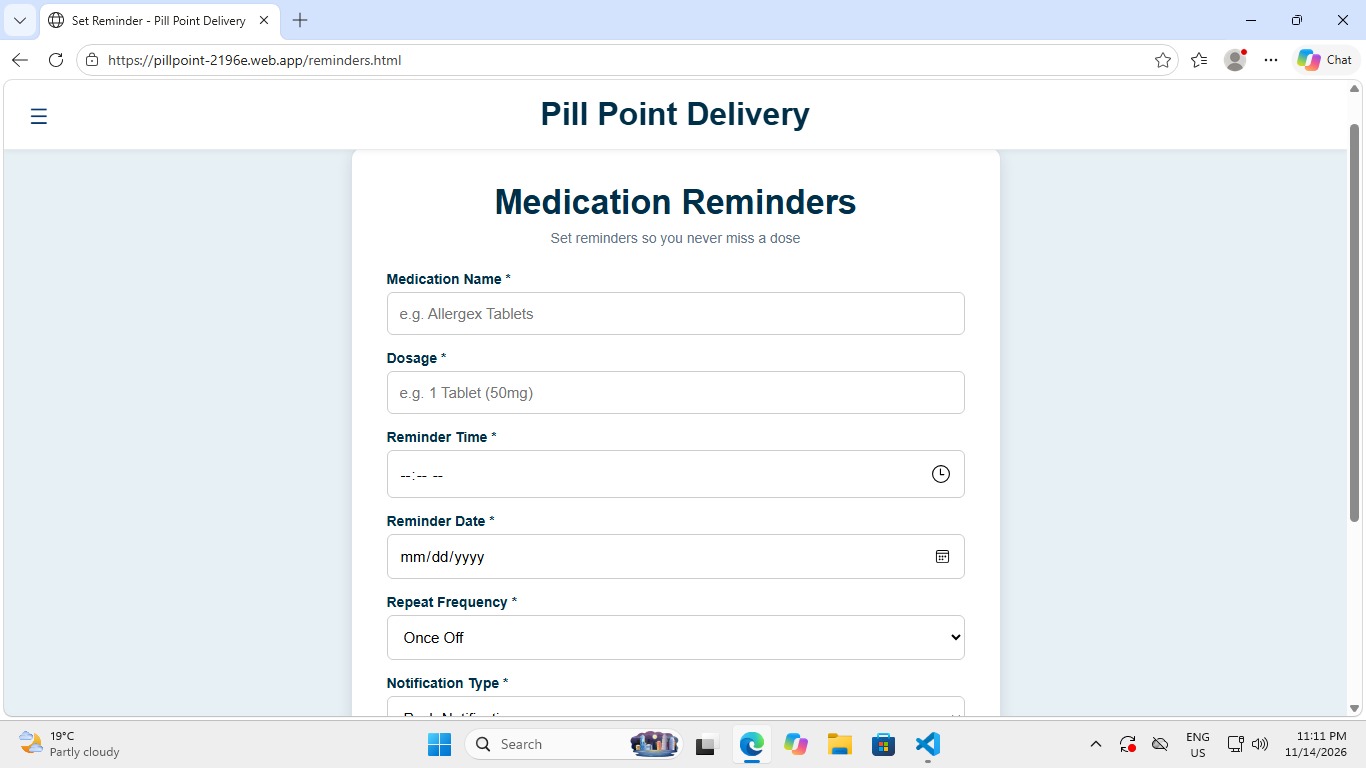 Set Reminder - Pill Point Delivery
https://pillpoint-2196e.web.app/reminders.html
Chat
Pill Point Delivery
Medication Reminders
Set reminders so you never miss a dose
Medication Name *
e.g. Allergex Tablets
Dosage *
e.g. 1 Tablet (50mg)
Reminder Time *
--:-- --
Reminder Date *
mm/dd/yyyy
Repeat Frequency *
Once Off
Notification Type *
19°C
Partly cloudy
Search
ENG
US
11:11 PM
11/14/2026